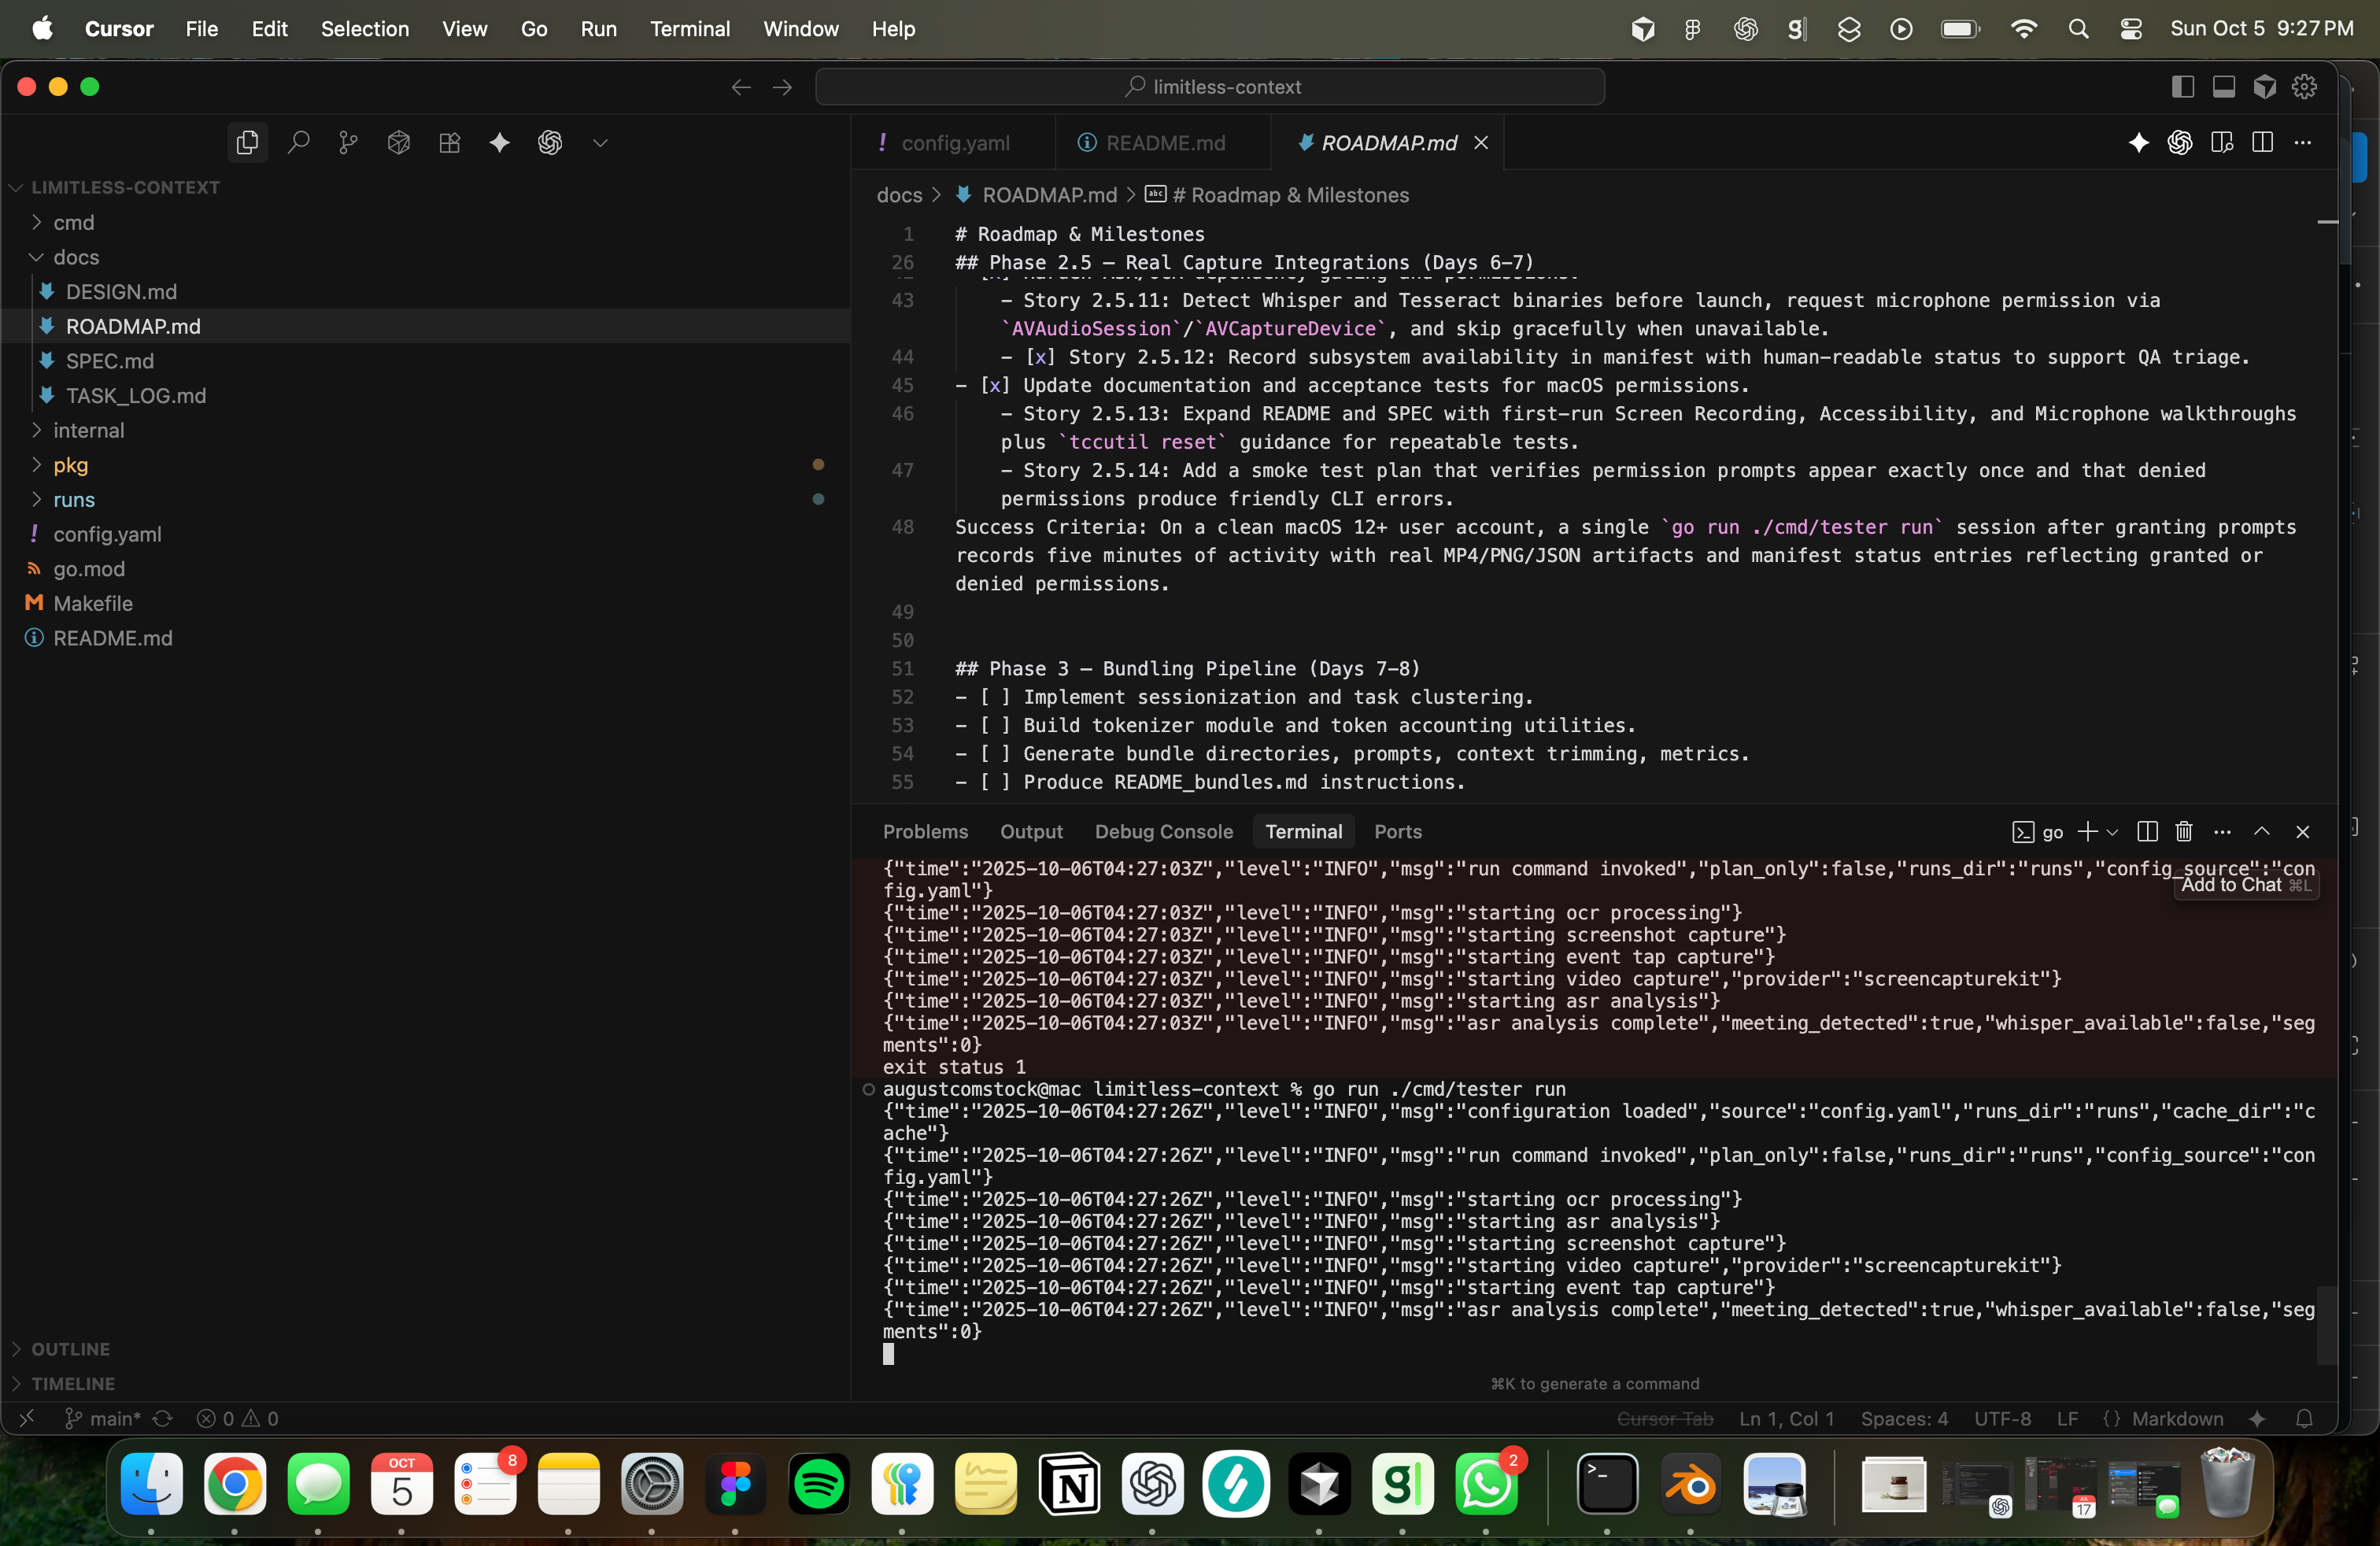 Cursor File Edit Selection View Go Run Terminal Window Help
Sun Oct 5 9:27 PM
limitless-context
LIMITLESS-CONTEXT
cmd
docs
DESIGN.md
ROADMAP.md
SPEC.md
TASK_LOG.md
internal
pkg
runs
! config.yaml
go.mod
M Makefile
README.md
OUTLINE
TIMELINE
! config.yaml
README.md
ROADMAP.md
docs > ROADMAP.md > abc # Roadmap & Milestones
1 # Roadmap & Milestones
26 ## Phase 2.5 — Real Capture Integrations (Days 6–7)
43 - Story 2.5.11: Detect Whisper and Tesseract binaries before launch, request microphone permission via
`AVAudioSession`/`AVCaptureDevice`, and skip gracefully when unavailable.
44 - [x] Story 2.5.12: Record subsystem availability in manifest with human-readable status to support QA triage.
45 - [x] Update documentation and acceptance tests for macOS permissions.
46 - Story 2.5.13: Expand README and SPEC with first-run Screen Recording, Accessibility, and Microphone walkthroughs
plus `tccutil reset` guidance for repeatable tests.
47 - Story 2.5.14: Add a smoke test plan that verifies permission prompts appear exactly once and that denied
permissions produce friendly CLI errors.
48 Success Criteria: On a clean macOS 12+ user account, a single `go run ./cmd/tester run` session after granting prompts
records five minutes of activity with real MP4/PNG/JSON artifacts and manifest status entries reflecting granted or
denied permissions.
49
50
51 ## Phase 3 — Bundling Pipeline (Days 7–8)
52 - [ ] Implement sessionization and task clustering.
53 - [ ] Build tokenizer module and token accounting utilities.
54 - [ ] Generate bundle directories, prompts, context trimming, metrics.
55 - [ ] Produce README_bundles.md instructions.
Problems Output Debug Console Terminal Ports
go
{"time":"2025-10-06T04:27:03Z","level":"INFO","msg":"run command invoked","plan_only":false,"runs_dir":"runs","config_source":"con
fig.yaml"}
Add to Chat ⌘L
{"time":"2025-10-06T04:27:03Z","level":"INFO","msg":"starting ocr processing"}
{"time":"2025-10-06T04:27:03Z","level":"INFO","msg":"starting screenshot capture"}
{"time":"2025-10-06T04:27:03Z","level":"INFO","msg":"starting event tap capture"}
{"time":"2025-10-06T04:27:03Z","level":"INFO","msg":"starting video capture","provider":"screencapturekit"}
{"time":"2025-10-06T04:27:03Z","level":"INFO","msg":"starting asr analysis"}
{"time":"2025-10-06T04:27:03Z","level":"INFO","msg":"asr analysis complete","meeting_detected":true,"whisper_available":false,"seg
ments":0}
exit status 1
augustcomstock@mac limitless-context % go run ./cmd/tester run
{"time":"2025-10-06T04:27:26Z","level":"INFO","msg":"configuration loaded","source":"config.yaml","runs_dir":"runs","cache_dir":"c
ache"}
{"time":"2025-10-06T04:27:26Z","level":"INFO","msg":"run command invoked","plan_only":false,"runs_dir":"runs","config_source":"con
fig.yaml"}
{"time":"2025-10-06T04:27:26Z","level":"INFO","msg":"starting ocr processing"}
{"time":"2025-10-06T04:27:26Z","level":"INFO","msg":"starting asr analysis"}
{"time":"2025-10-06T04:27:26Z","level":"INFO","msg":"starting screenshot capture"}
{"time":"2025-10-06T04:27:26Z","level":"INFO","msg":"starting video capture","provider":"screencapturekit"}
{"time":"2025-10-06T04:27:26Z","level":"INFO","msg":"starting event tap capture"}
{"time":"2025-10-06T04:27:26Z","level":"INFO","msg":"asr analysis complete","meeting_detected":true,"whisper_available":false,"seg
ments":0}
⌘K to generate a command
main* 0 0
Cursor Tab Ln 1, Col 1 Spaces: 4 UTF-8 LF {} Markdown
OCT
5
8
2
17